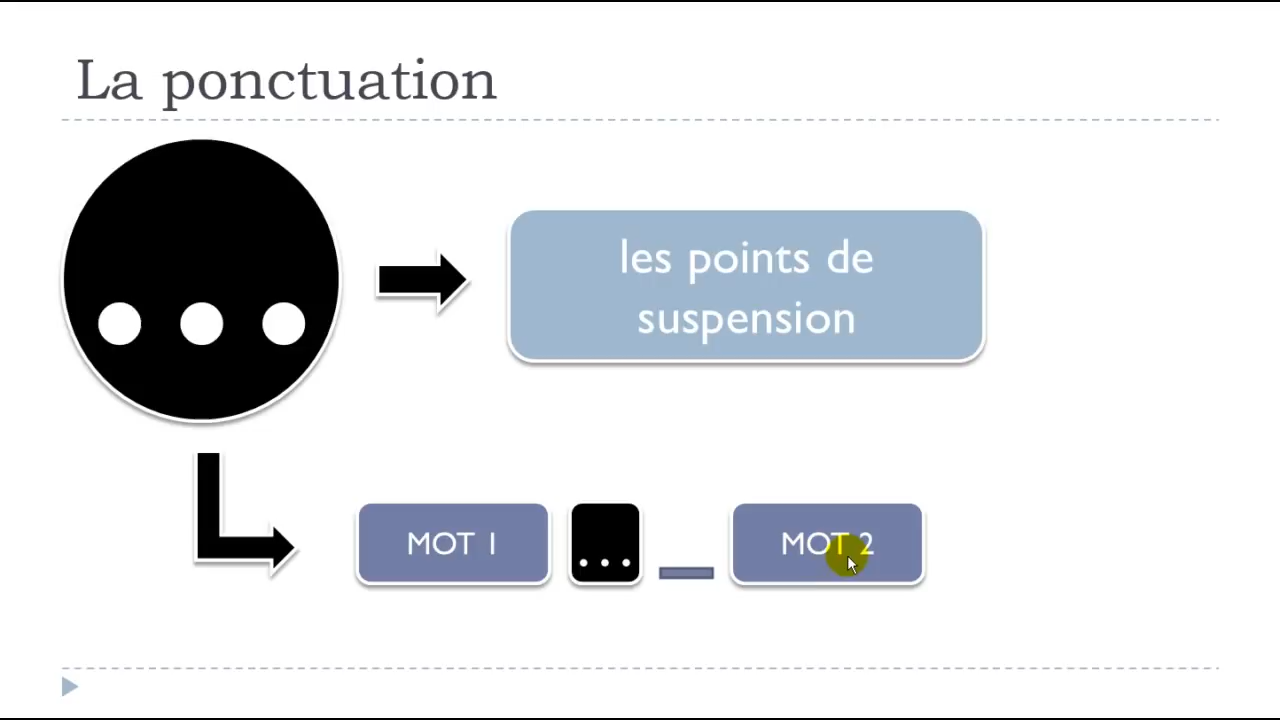 La ponctuation
les points de
suspension
MOT 1
...
MOT 2